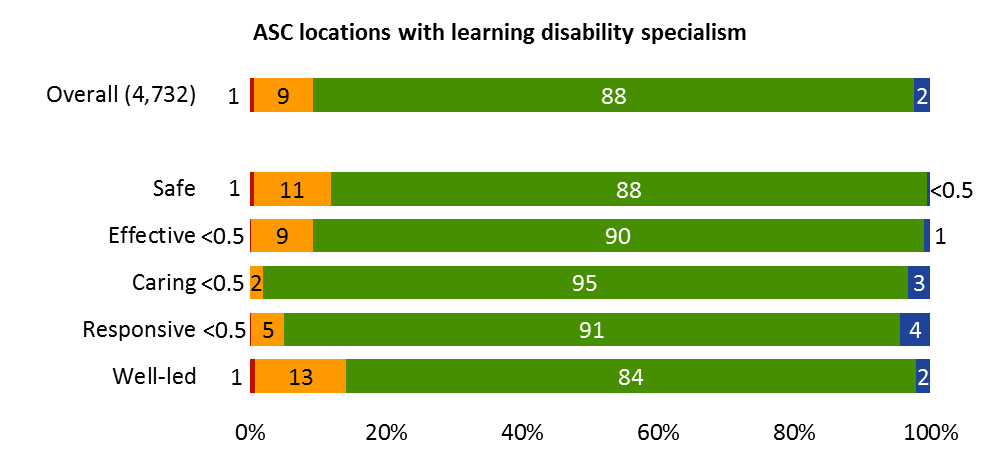 ASC locations with learning disability specialism
Overall (4,732) 1 9 88 2
Safe 1 11 88 <0.5
Effective <0.5 9 90 1
Caring <0.5 2 95 3
Responsive <0.5 5 91 4
Well-led 1 13 84 2
0% 20% 40% 60% 80% 100%